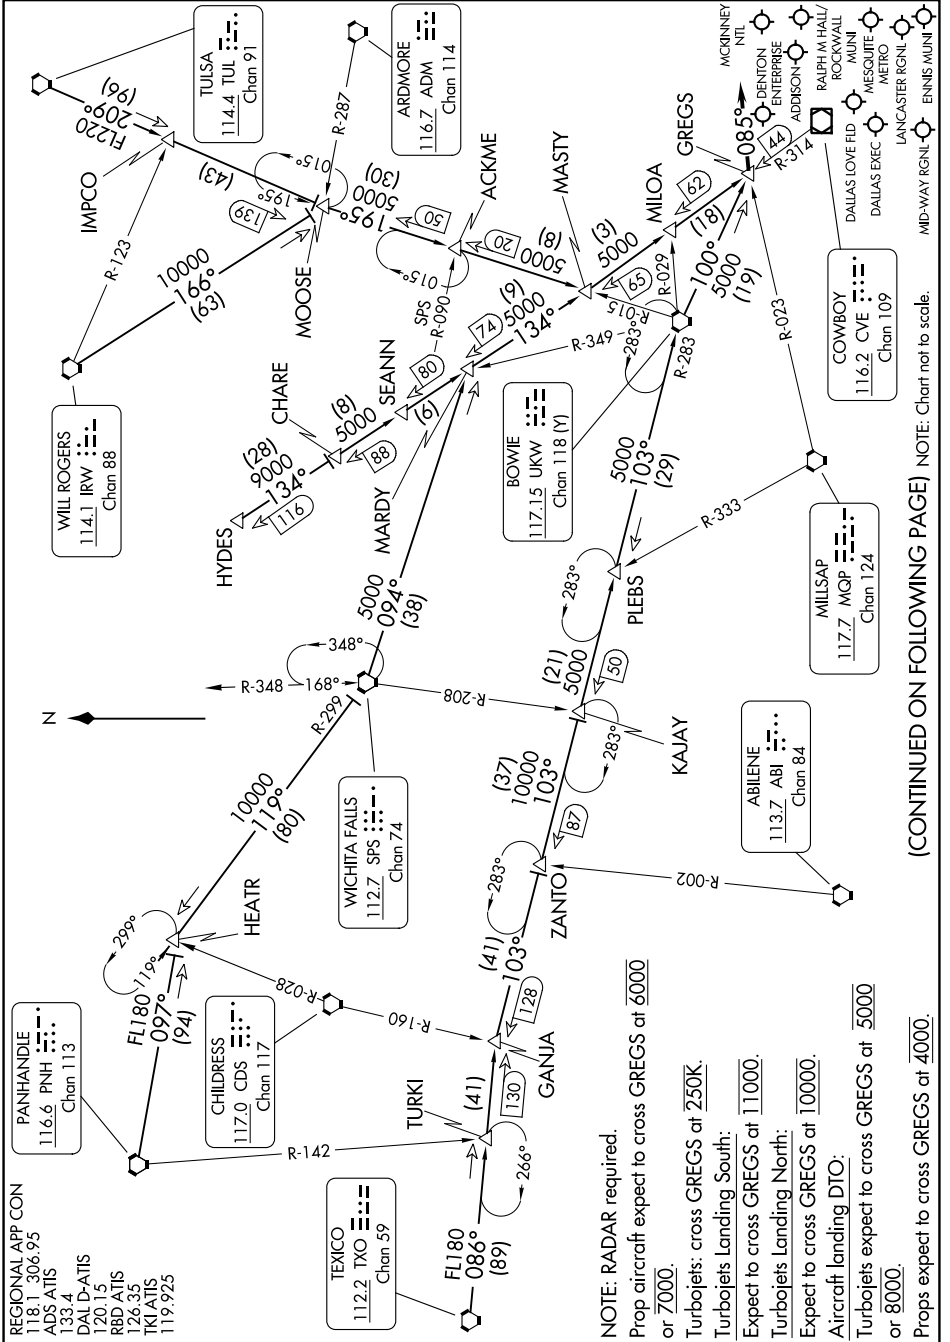 REGIONAL APP CON
118.1 306.95
ADS ATIS
133.4
DAL D-ATIS
120.15
RBD ATIS
126.35
TKI ATIS
119.925
PANHANDLE
116.6 PNH
Chan 113
CHILDRESS
117.0 CDS
Chan 117
TEXICO
112.2 TXO
Chan 59
WICHITA FALLS
112.7 SPS
Chan 74
ABILENE
113.7 ABI
Chan 84
WILL ROGERS
114.1 IRW
Chan 88
TULSA
114.4 TUL
Chan 91
ARDMORE
116.7 ADM
Chan 114
BOWIE
117.15 UKW
Chan 118 (Y)
MILLSAP
117.7 MQP
Chan 124
COWBOY
116.2 CVE
Chan 109
N
FL180
097°
(94)
299°
119°
HEATR
10000
119°
(80)
R-299
R-348
168°
348°
R-028
R-160
R-142
R-208
FL180
086°
(89)
TURKI
266°
(41)
130
GANJA
128
(41)
103°
ZANTO
283°
87
R-002
(37)
10000
103°
KAJAY
283°
50
(21)
5000
PLEBS
283°
R-333
5000
103°
(29)
R-283
283°
100°
5000
(19)
5000
094°
(38)
MARDY
HYDES
116
(28)
9000
134°
CHARE
88
(8)
5000
SEANN
80
(6)
74
(9)
5000
134°
R-349
R-015
R-029
65
MASTY
(3)
5000
MILOA
62
(18)
GREGS
085°
44
R-314
R-023
FL220
209°
(96)
IMPCO
R-123
(43)
10000
166°
(93)
139
MOOSE
195°
015°
R-287
195°
5000
(30)
50
ACKME
015°
SPS
R-090
20
5000
(8)
MCKINNEY
NTL
DENTON
ENTERPRISE
ADDISON
RALPH M HALL/
ROCKWALL
MUNI
MESQUITE
METRO
DALLAS LOVE FLD
DALLAS EXEC
LANCASTER RGNL
MID-WAY RGNL
ENNIS MUNI
NOTE: RADAR required.
Prop aircraft expect to cross GREGS at 6000
or 7000.
Turbojets: cross GREGS at 250K.
Turbojets Landing South:
Expect to cross GREGS at 11000.
Turbojets Landing North:
Expect to cross GREGS at 10000.
Aircraft landing DTO:
Turbojets expect to cross GREGS at 5000
or 8000.
Props expect to cross GREGS at 4000.
(CONTINUED ON FOLLOWING PAGE) NOTE: Chart not to scale.